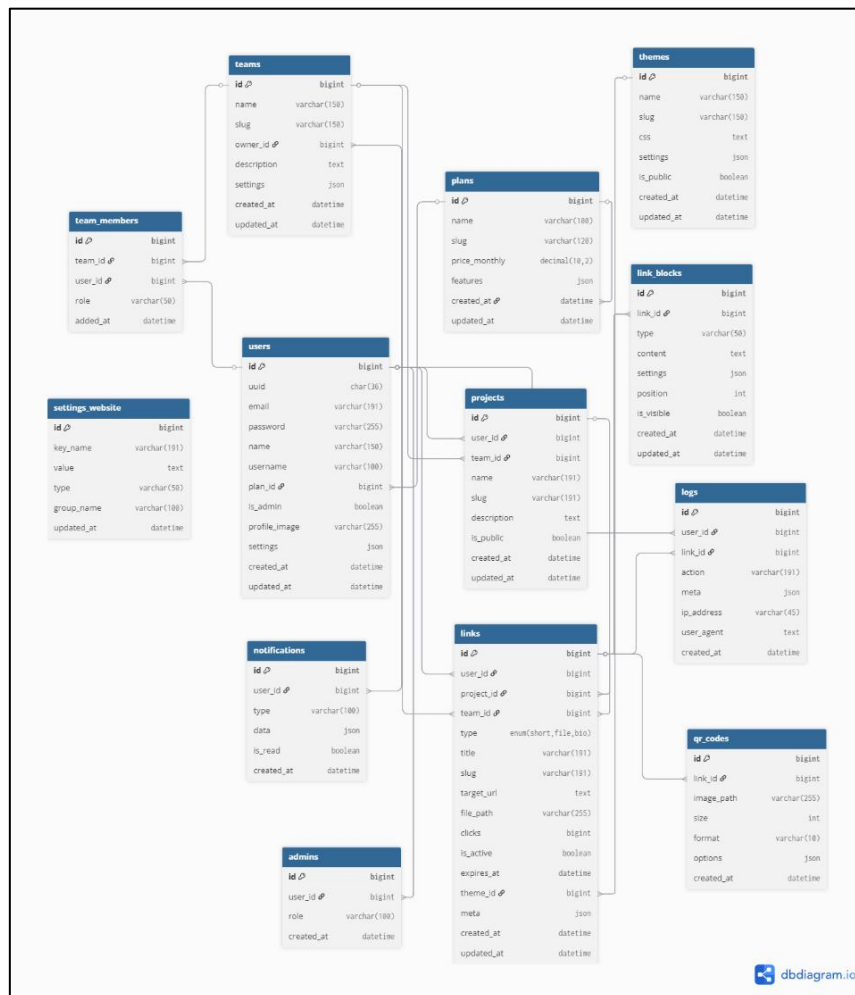 teams
id bigint
name varchar(150)
slug varchar(150)
owner_id bigint
description text
settings json
created_at datetime
updated_at datetime
themes
id bigint
name varchar(150)
slug varchar(150)
css text
settings json
is_public boolean
created_at datetime
updated_at datetime
plans
id bigint
name varchar(100)
slug varchar(120)
price_monthly decimal(10,2)
features json
created_at datetime
updated_at datetime
team_members
id bigint
team_id bigint
user_id bigint
role varchar(50)
added_at datetime
link_blocks
id bigint
link_id bigint
type varchar(50)
content text
settings json
position int
is_visible boolean
created_at datetime
updated_at datetime
users
id bigint
uuid char(36)
email varchar(191)
password varchar(255)
name varchar(150)
username varchar(100)
plan_id bigint
is_admin boolean
profile_image varchar(255)
settings json
created_at datetime
updated_at datetime
settings_website
id bigint
key_name varchar(191)
value text
type varchar(50)
group_name varchar(100)
updated_at datetime
projects
id bigint
user_id bigint
team_id bigint
name varchar(191)
slug varchar(191)
description text
is_public boolean
created_at datetime
updated_at datetime
logs
id bigint
user_id bigint
link_id bigint
action varchar(191)
meta json
ip_address varchar(45)
user_agent text
created_at datetime
links
id bigint
user_id bigint
project_id bigint
team_id bigint
type enum(short,file,bio)
title varchar(191)
slug varchar(191)
target_url text
file_path varchar(255)
clicks bigint
is_active boolean
expires_at datetime
theme_id bigint
meta json
created_at datetime
updated_at datetime
notifications
id bigint
user_id bigint
type varchar(100)
data json
is_read boolean
created_at datetime
qr_codes
id bigint
link_id bigint
image_path varchar(255)
size int
format varchar(10)
options json
created_at datetime
admins
id bigint
user_id bigint
role varchar(100)
created_at datetime
dbdiagram.io